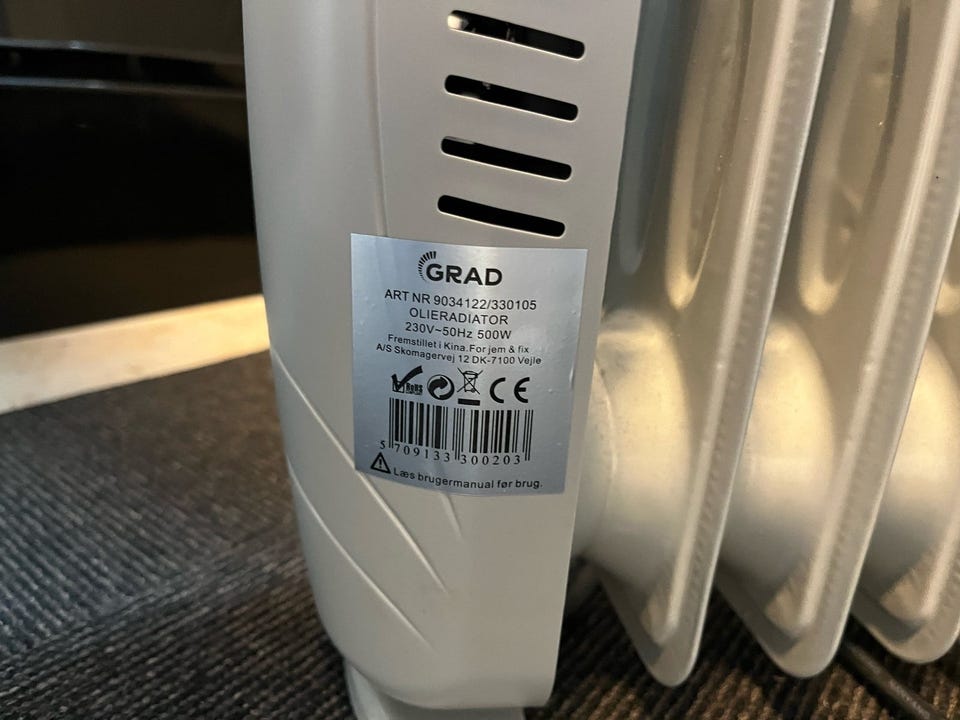 GRAD
ART NR 9034122/330105
OLIERADIATOR
230V~50Hz 500W
Fremstillet i Kina.For jem & fix
A/S Skomagervej 12 DK-7100 Vejle
RoHS
CE
5 709133 300203
Læs brugermanual før brug.